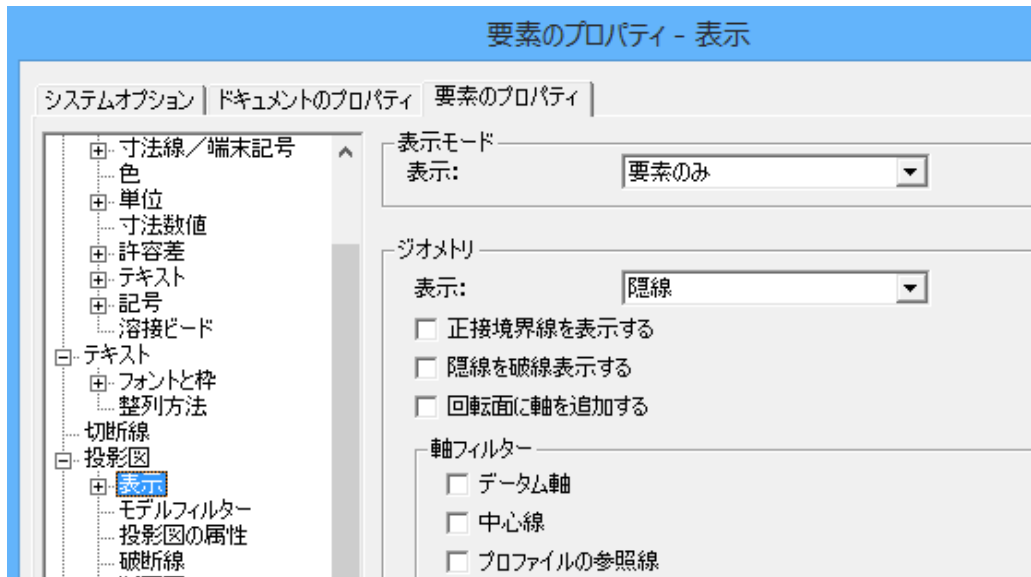 要素のプロパティ - 表示
システムオプション ドキュメントのプロパティ 要素のプロパティ
寸法線／端末記号
色
単位
寸法数値
許容差
テキスト
記号
溶接ビード
テキスト
フォントと枠
整列方法
切断線
投影図
表示
モデルフィルター
投影図の属性
破断線
表示モード
表示: 要素のみ
ジオメトリ
表示: 隠線
正接境界線を表示する
隠線を破線表示する
回転面に軸を追加する
軸フィルター
データム軸
中心線
プロファイルの参照線